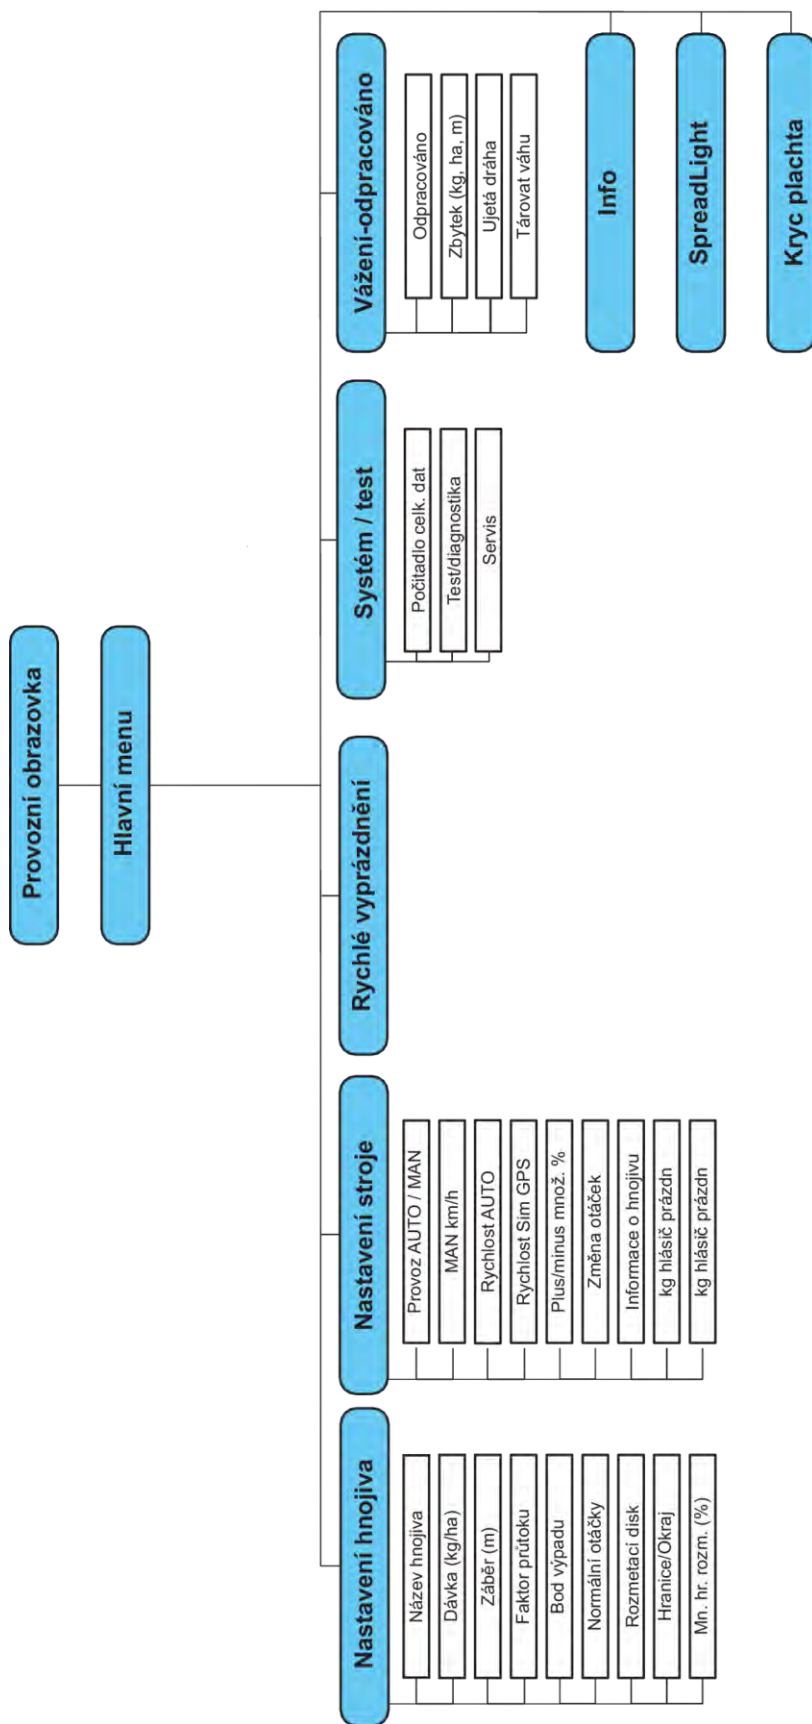 Provozní obrazovka
Hlavní menu
Nastavení hnojiva
Název hnojiva
Dávka (kg/ha)
Záběr (m)
Faktor průtoku
Bod výpadu
Normální otáčky
Rozmetací disk
Hranice/Okraj
Mn. hr. rozm. (%)
Nastavení stroje
Provoz AUTO / MAN
MAN km/h
Rychlost AUTO
Rychlost Sim GPS
Plus/minus množ. %
Změna otáček
Informace o hnojivu
kg hlásič prázdn
kg hlásič prázdn
Rychlé vyprázdnění
Systém / test
Počitadlo celk. dat
Test/diagnostika
Servis
Vážení-odpracováno
Odpracováno
Zbytek (kg, ha, m)
Ujetá dráha
Tárovat váhu
Info
SpreadLight
Kryc plachta